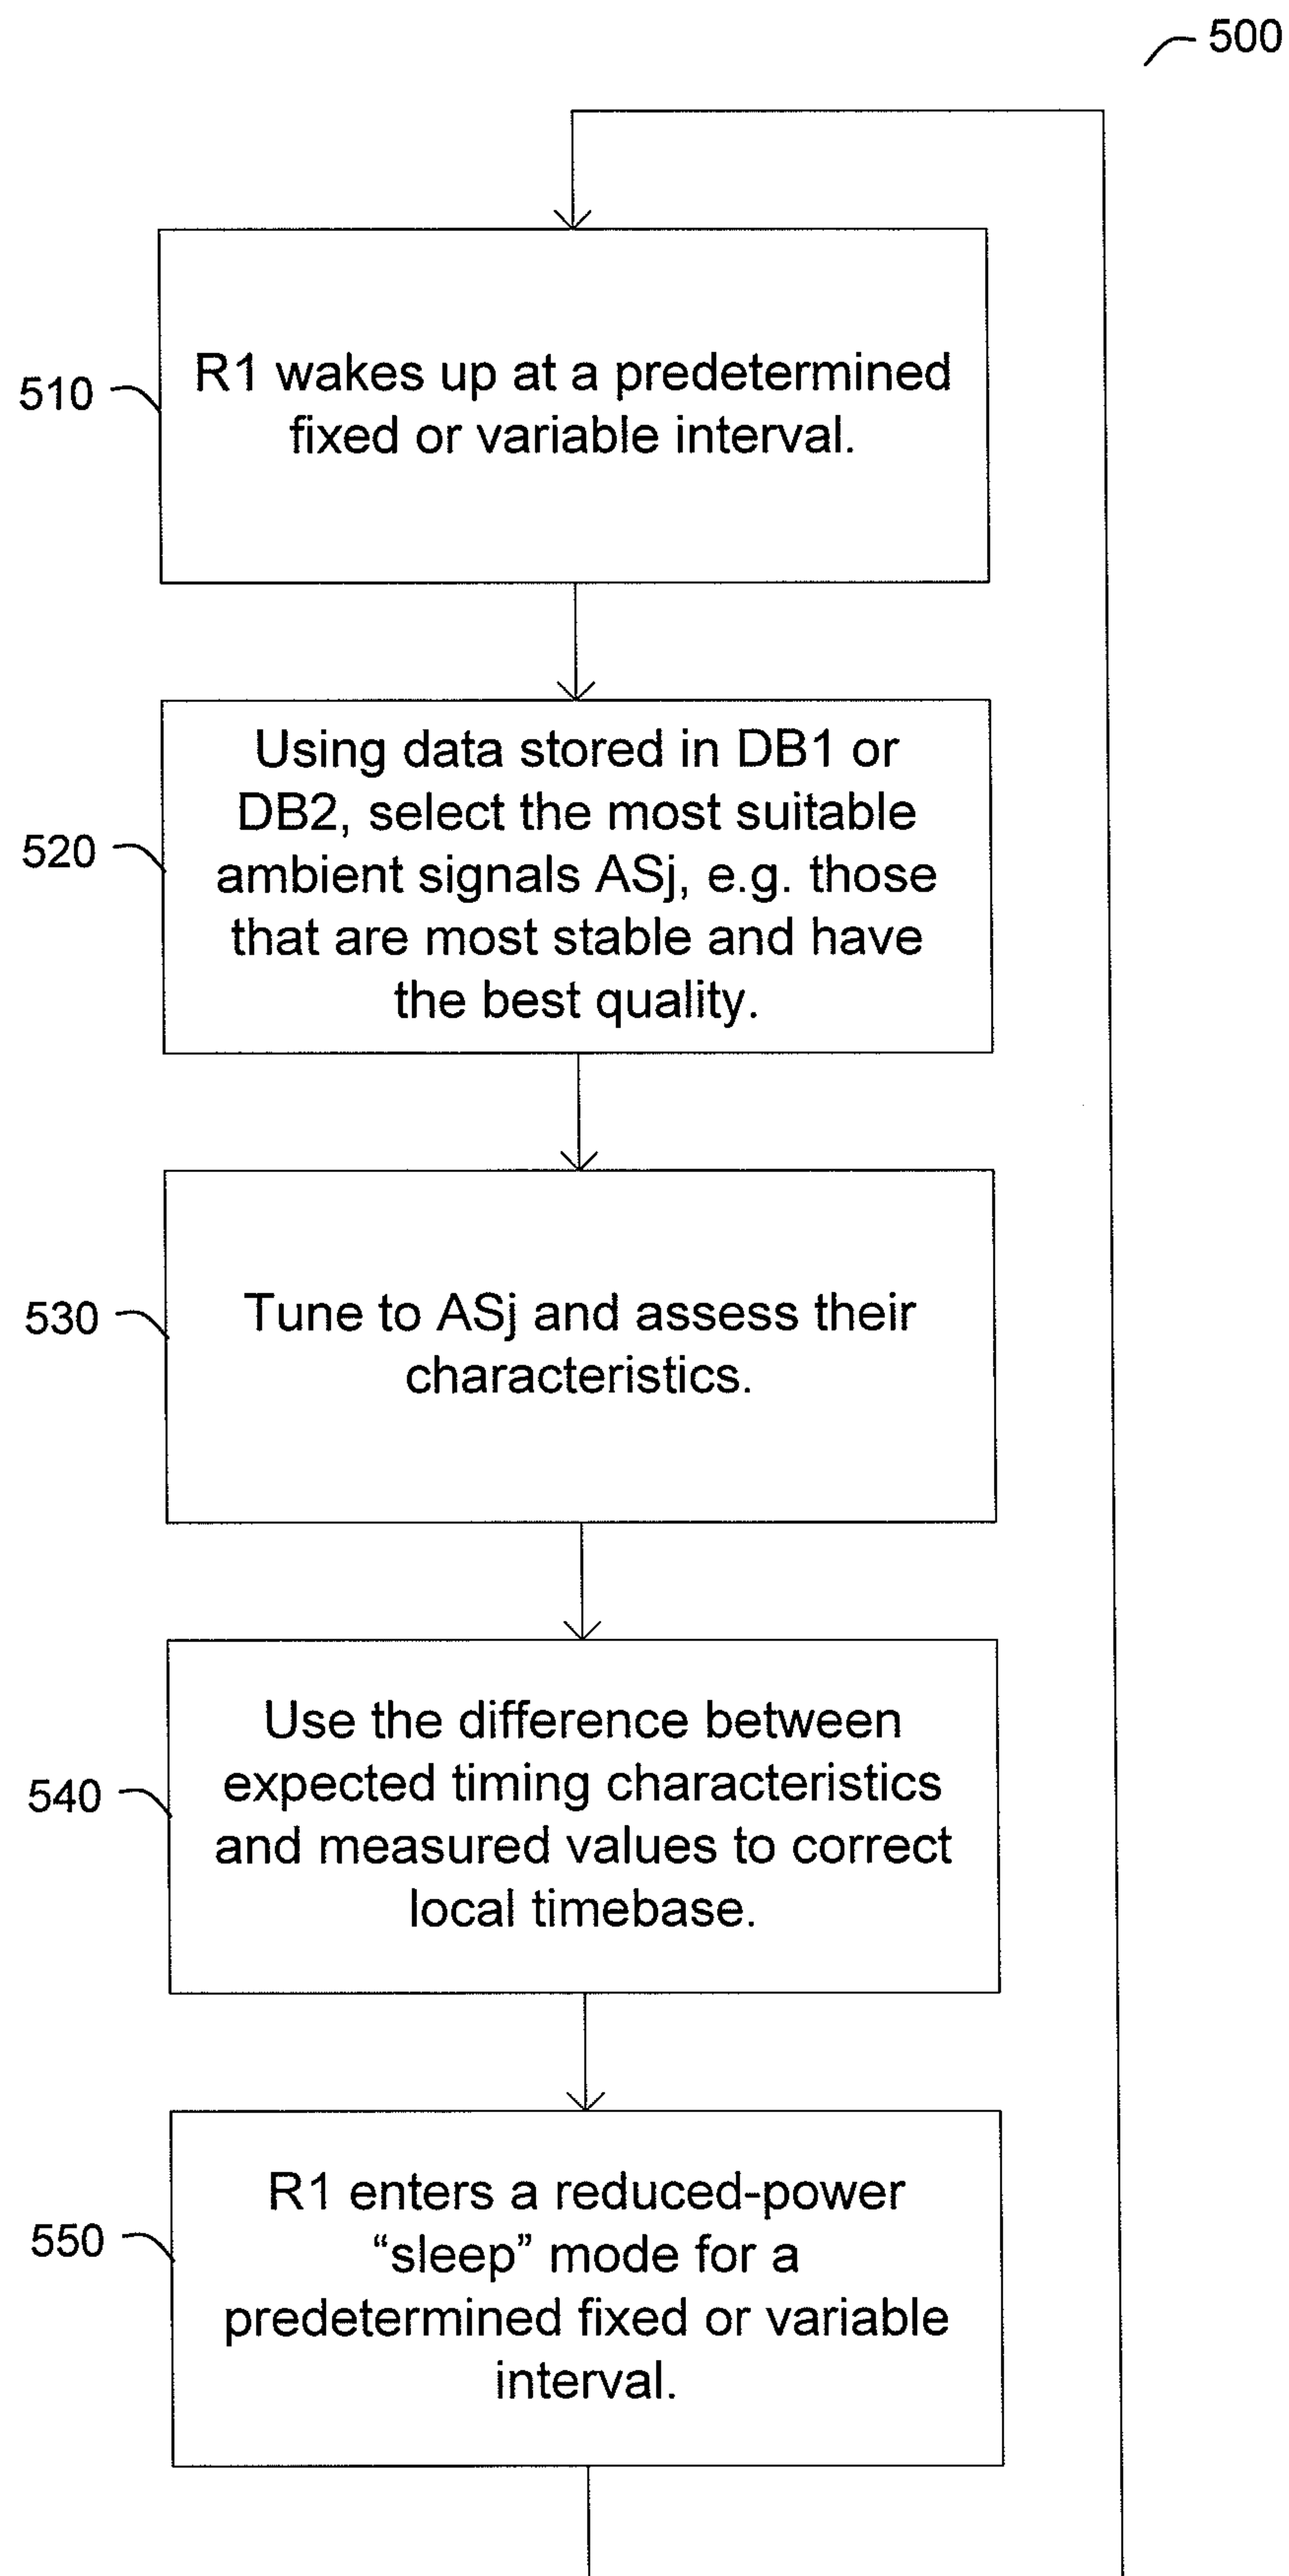 500
510
R1 wakes up at a predetermined
fixed or variable interval.
520
Using data stored in DB1 or
DB2, select the most suitable
ambient signals ASj, e.g. those
that are most stable and have
the best quality.
530
Tune to ASj and assess their
characteristics.
540
Use the difference between
expected timing characteristics
and measured values to correct
local timebase.
550
R1 enters a reduced-power
“sleep” mode for a
predetermined fixed or variable
interval.